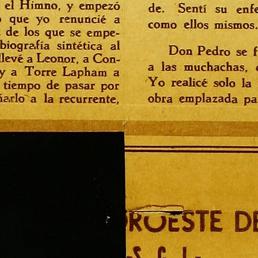 el Himno, y empezó
o que yo renuncié a
de los que se empe-
biografía sintética al
llevé a Leonor, a Con-
y a Torre Lapham a
tiempo de pasar por
a la recurrente,
de. Sentí su enfe
como ellos mismos.
Don Pedro se f
a las muchachas,
Yo realicé solo la
obra emplazada pa
ROESTE DE